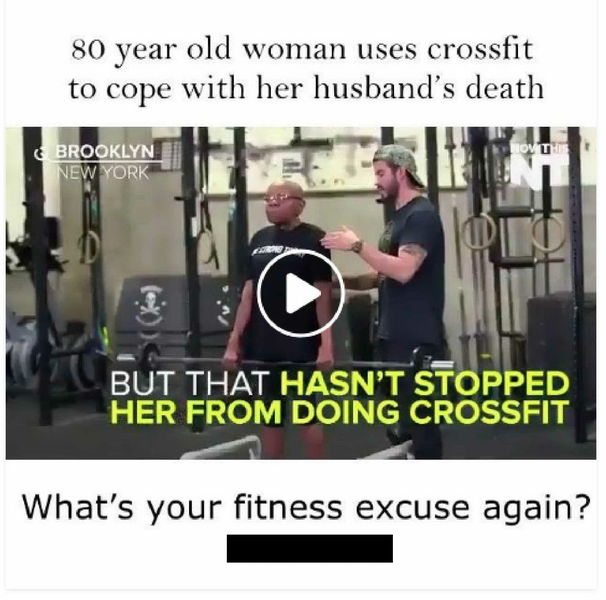 80 year old woman uses crossfit
to cope with her husband's death
BROOKLYN
NEW YORK
NOWTHIS
BUT THAT HASN'T STOPPED
HER FROM DOING CROSSFIT
What's your fitness excuse again?